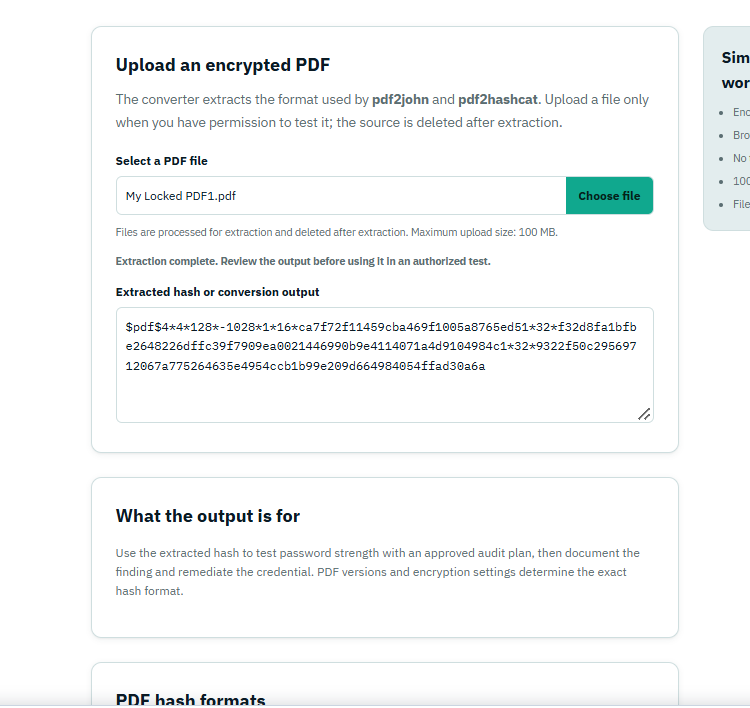 Upload an encrypted PDF
The converter extracts the format used by pdf2john and pdf2hashcat. Upload a file only
when you have permission to test it; the source is deleted after extraction.
Select a PDF file
My Locked PDF1.pdf
Choose file
Files are processed for extraction and deleted after extraction. Maximum upload size: 100 MB.
Extraction complete. Review the output before using it in an authorized test.
Extracted hash or conversion output
$pdf$4*4*128*-1028*1*16*ca7f72f11459cba469f1005a8765ed51*32*f32d8fa1bfb
e2648226dffc39f7909ea0021446990b9e4114071a4d9104984c1*32*9322f50c295697
12067a775264635e4954ccb1b99e209d664984054ffad30a6a
What the output is for
Use the extracted hash to test password strength with an approved audit plan, then document the
finding and remediate the credential. PDF versions and encryption settings determine the exact
hash format.
PDF hash formats
Sim
wor
Enc
Bro
No
100
File